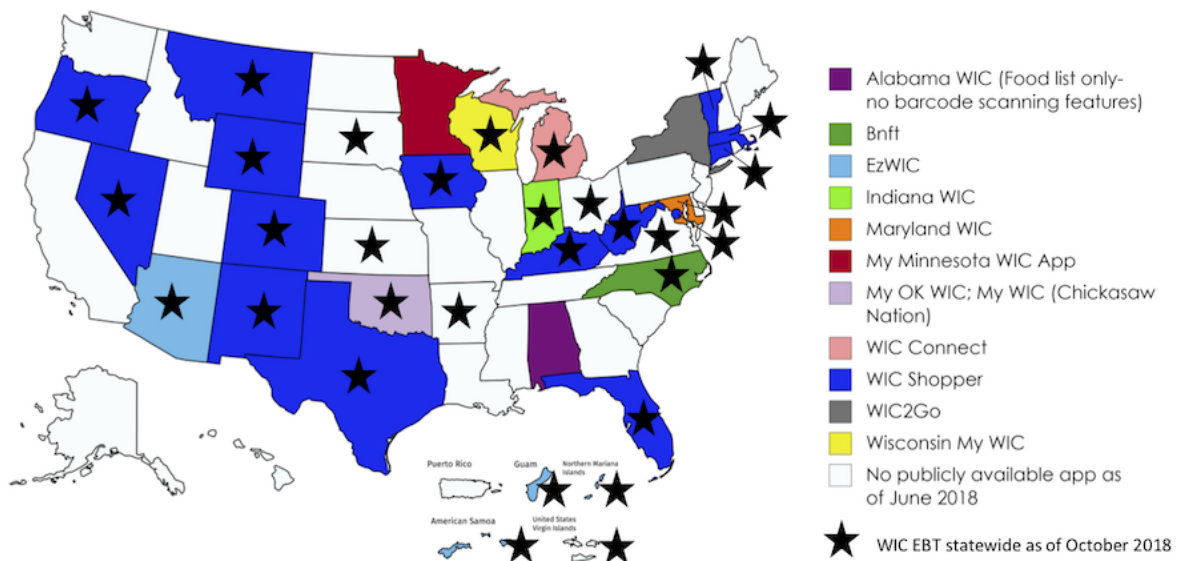 Alabama WIC (Food list only-
no barcode scanning features)
Bnft
EzWIC
Indiana WIC
Maryland WIC
My Minnesota WIC App
My OK WIC; My WIC (Chickasaw
Nation)
WIC Connect
WIC Shopper
WIC2Go
Wisconsin My WIC
No publicly available app as
of June 2018
WIC EBT statewide as of October 2018
Puerto Rico
Guam
Northern Mariana
Islands
American Samoa
United States
Virgin Islands